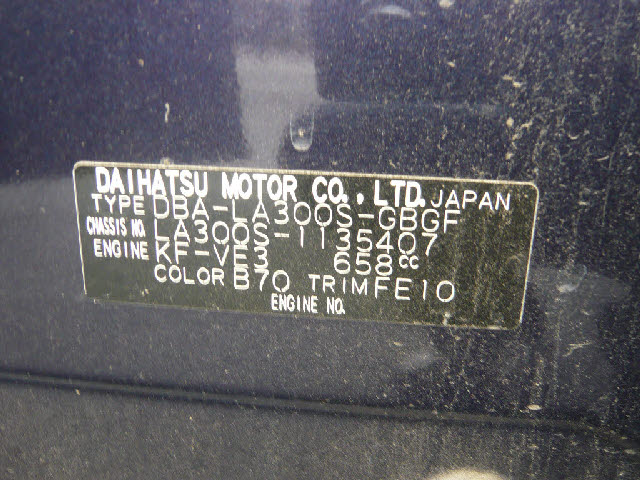 DAIHATSU MOTOR CO., LTD. JAPAN
TYPE DBA-LA300S-GBGF
CHASSIS NO. LA300S-1135407
ENGINE KF-VE3 658cc
COLOR B70 TRIM FE10
ENGINE NO.